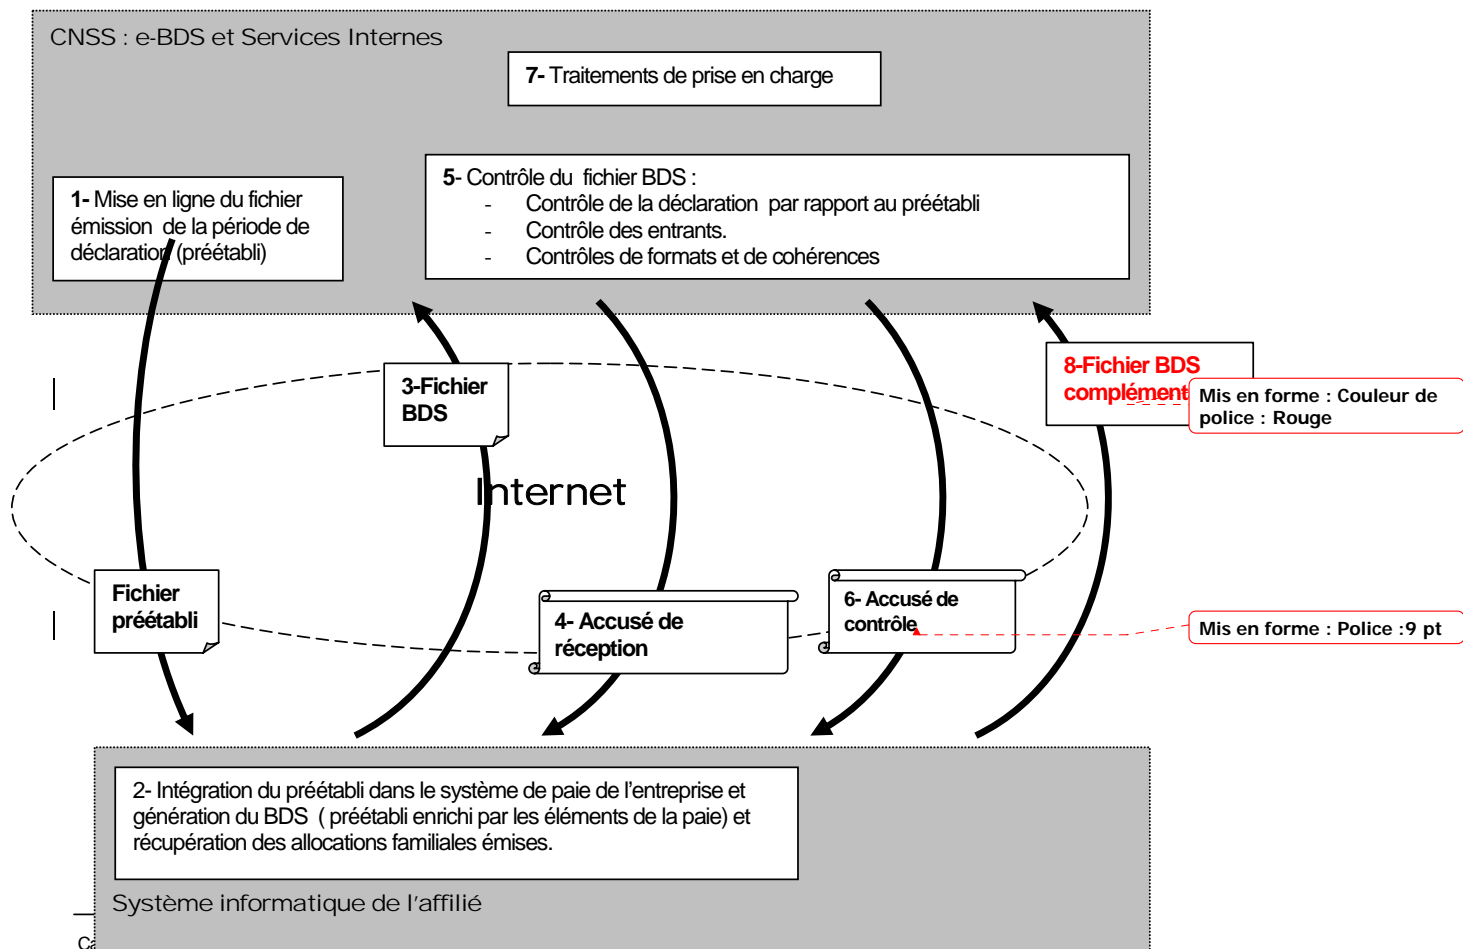 CNSS : e-BDS et Services Internes
7- Traitements de prise en charge
1- Mise en ligne du fichier
émission de la période de
déclaration (préétabli)
5- Contrôle du fichier BDS :
- Contrôle de la déclaration par rapport au préétabli
- Contrôle des entrants.
- Contrôles de formats et de cohérences
3-Fichier
BDS
8-Fichier BDS
complément
Mis en forme : Couleur de
police : Rouge
Internet
Fichier
préétabli
4- Accusé de
réception
6- Accusé de
contrôle
Mis en forme : Police :9 pt
2- Intégration du préétabli dans le système de paie de l'entreprise et
génération du BDS ( préétabli enrichi par les éléments de la paie) et
récupération des allocations familiales émises.
Système informatique de l'affilié